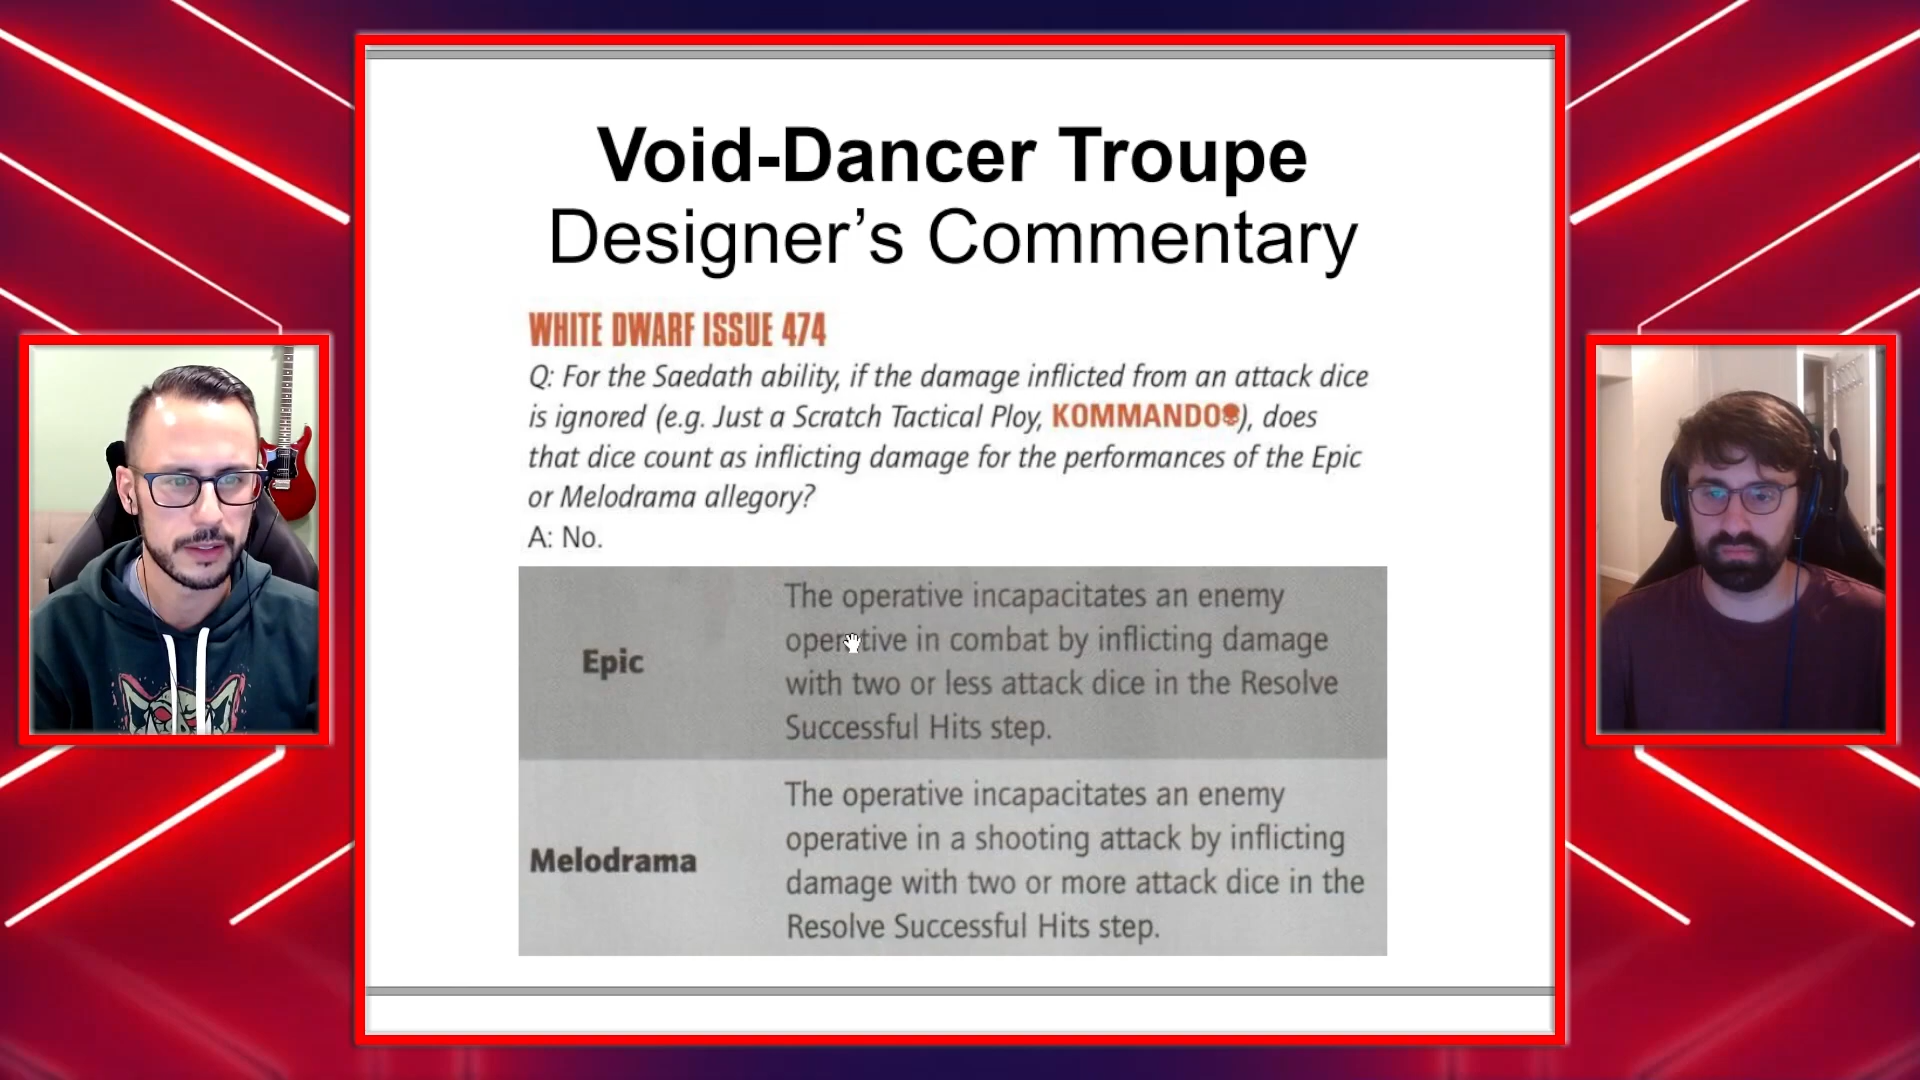 Void-Dancer Troupe
Designer’s Commentary
WHITE DWARF ISSUE 474
Q: For the Saedath ability, if the damage inflicted from an attack dice
is ignored (e.g. Just a Scratch Tactical Ploy, KOMMANDO), does
that dice count as inflicting damage for the performances of the Epic
or Melodrama allegory?
A: No.
Epic
The operative incapacitates an enemy
operative in combat by inflicting damage
with two or less attack dice in the Resolve
Successful Hits step.
Melodrama
The operative incapacitates an enemy
operative in a shooting attack by inflicting
damage with two or more attack dice in the
Resolve Successful Hits step.